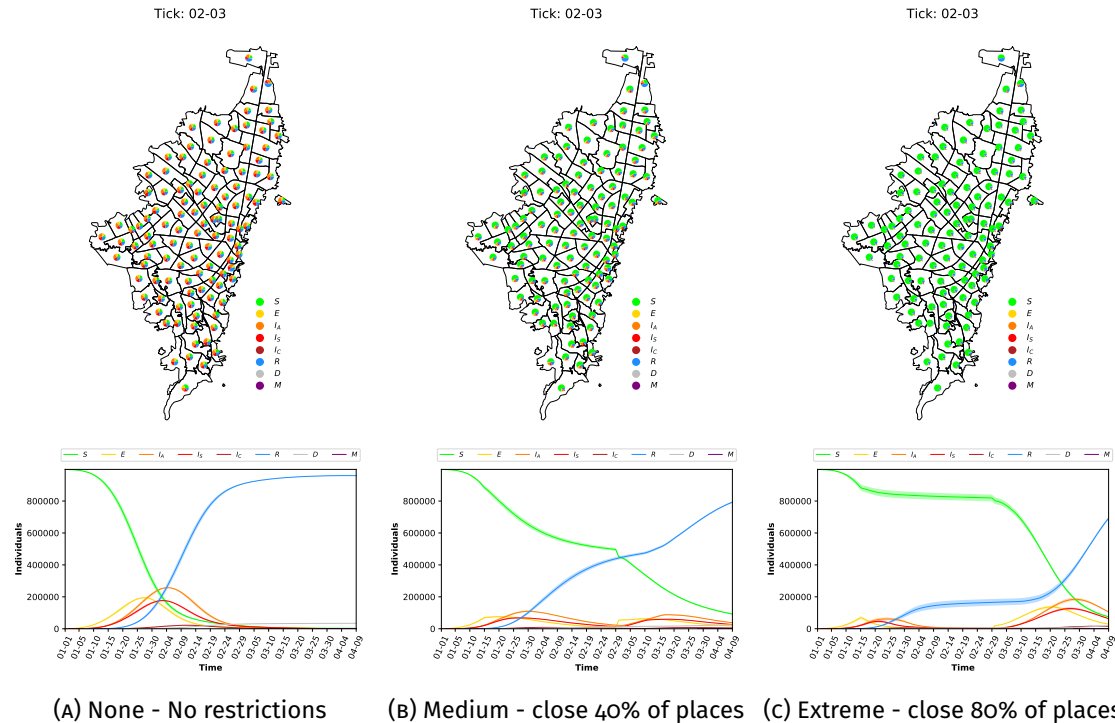 Tick: 02-03
S
E
I_A
I_S
I_C
R
D
M
S E I_A I_S I_C R D M
Individuals
800000
600000
400000
200000
0
01-01 01-05 01-10 01-15 01-20 01-25 01-30 02-04 02-09 02-14 02-19 02-24 02-29 03-05 03-10 03-15 03-20 03-25 03-30 04-04 04-09
Time
(A) None - No restrictions
Tick: 02-03
S
E
I_A
I_S
I_C
R
D
M
S E I_A I_S I_C R D M
Individuals
800000
600000
400000
200000
0
01-01 01-05 01-10 01-15 01-20 01-25 01-30 02-04 02-09 02-14 02-19 02-24 02-29 03-05 03-10 03-15 03-20 03-25 03-30 04-04 04-09
Time
(B) Medium - close 40% of places
Tick: 02-03
S
E
I_A
I_S
I_C
R
D
M
S E I_A I_S I_C R D M
Individuals
800000
600000
400000
200000
0
01-01 01-05 01-10 01-15 01-20 01-25 01-30 02-04 02-09 02-14 02-19 02-24 02-29 03-05 03-10 03-15 03-20 03-25 03-30 04-04 04-09
Time
(C) Extreme - close 80% of places